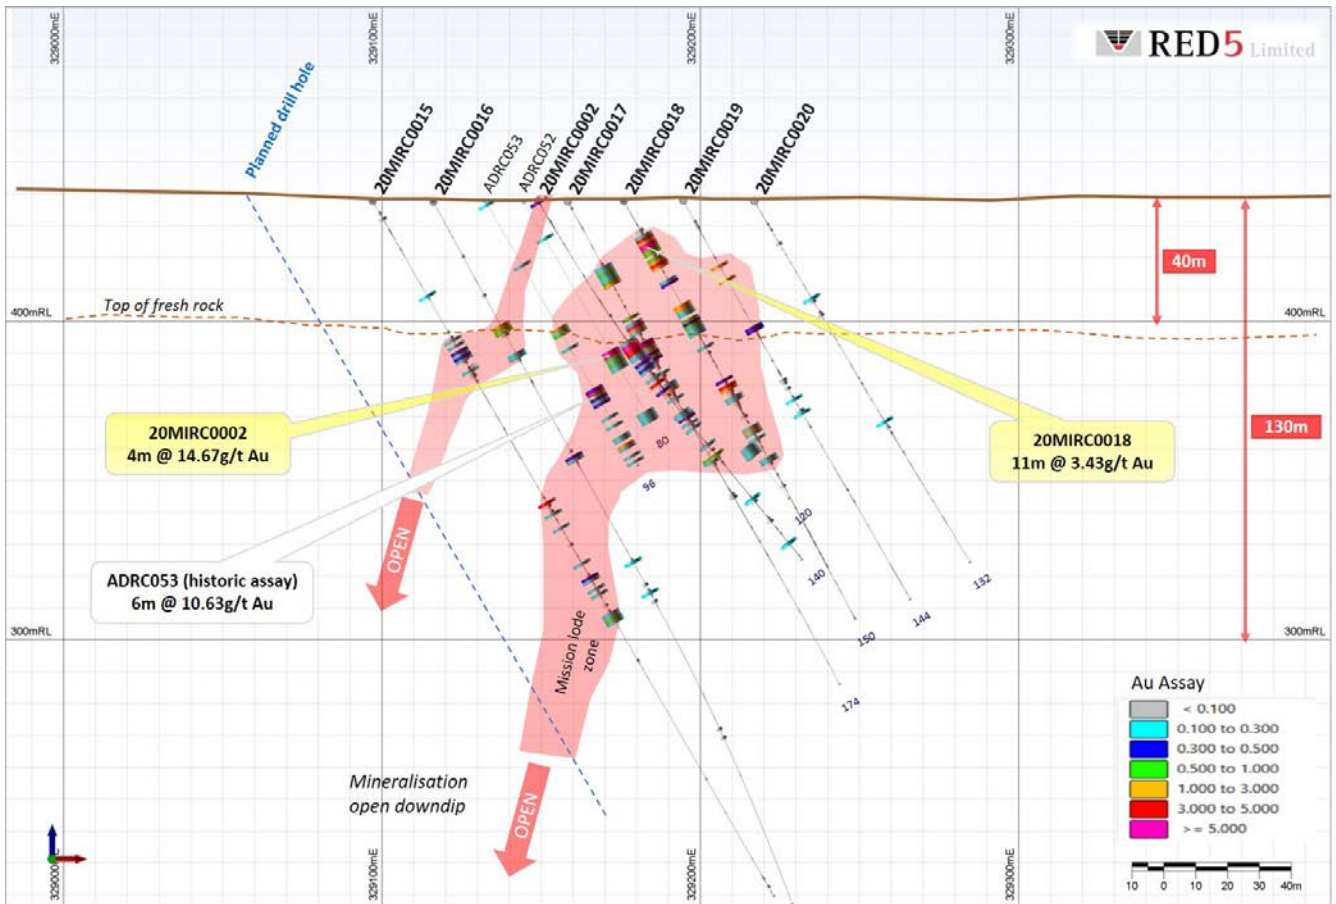 329000mE
329100mE
329200mE
329300mE
RED5 Limited
Planned drill hole
20MIRC0015
20MIRC0016
ADRC053
ADRC052
20MIRC0002
20MIRC0017
20MIRC0018
20MIRC0019
20MIRC0020
40m
Top of fresh rock
400mRL
400mRL
20MIRC0002
4m @ 14.67g/t Au
130m
20MIRC0018
11m @ 3.43g/t Au
80
96
120
140
132
144
150
174
OPEN
ADRC053 (historic assay)
6m @ 10.63g/t Au
300mRL
300mRL
Mission lode
zone
Mineralisation
open downdip
OPEN
Au Assay
< 0.100
0.100 to 0.300
0.300 to 0.500
0.500 to 1.000
1.000 to 3.000
3.000 to 5.000
>= 5.000
10 0 10 20 30 40m
329000mE
329100mE
329200mE
329300mE